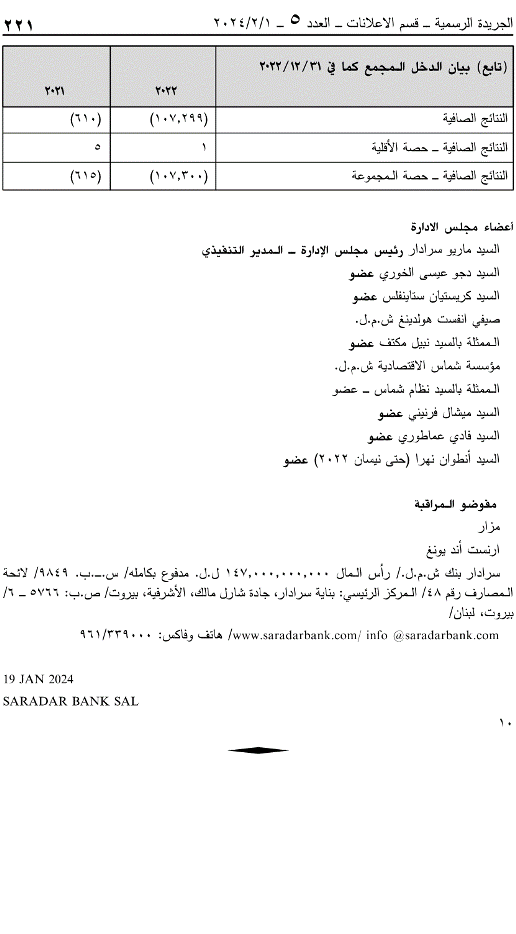 الجريدة الرسمية – قسم الاعلانات – العدد ٥ – ٢٠٢٤/٢/١ ٢٢١
(تابع) بيان الدخل المجمع كما في ٢٠٢٢/١٢/٣١ ٢٠٢٢ ٢٠٢١
النتائج الصافية (١٠٧,٢٩٩) (٦١٠)
النتائج الصافية – حصة الأقلية ١ ٥
النتائج الصافية – حصة المجموعة (١٠٧,٣٠٠) (٦١٥)
أعضاء مجلس الادارة
السيد ماريو سرادار رئيس مجلس الإدارة – المدير التنفيذي
السيد دجو عيسى الخوري عضو
السيد كريستيان ستاينفلس عضو
صيفي انفست هولدينغ ش.م.ل.
الممثلة بالسيد نبيل مكتف عضو
مؤسسة شماس الاقتصادية ش.م.ل.
الممثلة بالسيد نظام شماس – عضو
السيد ميشال فرنيني عضو
السيد فادي عماطوري عضو
السيد أنطوان نهرا (حتى نيسان ٢٠٢٢) عضو
مفوضو المراقبة
مزار
ارنست أند يونغ
سرادار بنك ش.م.ل./ رأس المال ١٤٧,٠٠٠,٠٠٠,٠٠٠ ل.ل. مدفوع بكامله/ س.ـ.ب. ٩٨٤٩/ لائحة
المصارف رقم ٤٨/ المركز الرئيسي: بناية سرادار، جادة شارل مالك، الأشرفية، بيروت/ ص.ب: ٥٧٦٦ – ٦/
بيروت، لبنان/
www.saradarbank.com/ info @saradarbank.com/ هاتف وفاكس: ٩٦١/٣٣٩٠٠٠
19 JAN 2024
SARADAR BANK SAL
١٠